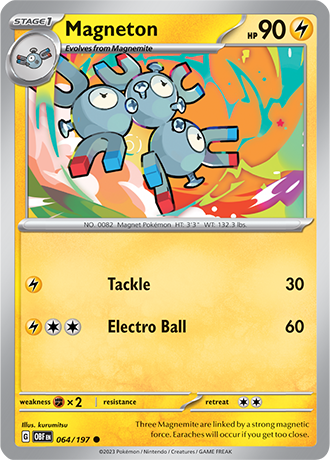 STAGE 1 Magneton HP 90
Evolves from Magnemite
NO. 0082 Magnet Pokémon HT: 3'3" WT: 132.3 lbs.
Tackle 30
Electro Ball 60
weakness ×2 resistance retreat
Illus. kurumitsu
Three Magnemite are linked by a strong magnetic
force. Earaches will occur if you get too close.
G OBF EN 064/197
©2023 Pokémon / Nintendo / Creatures / GAME FREAK